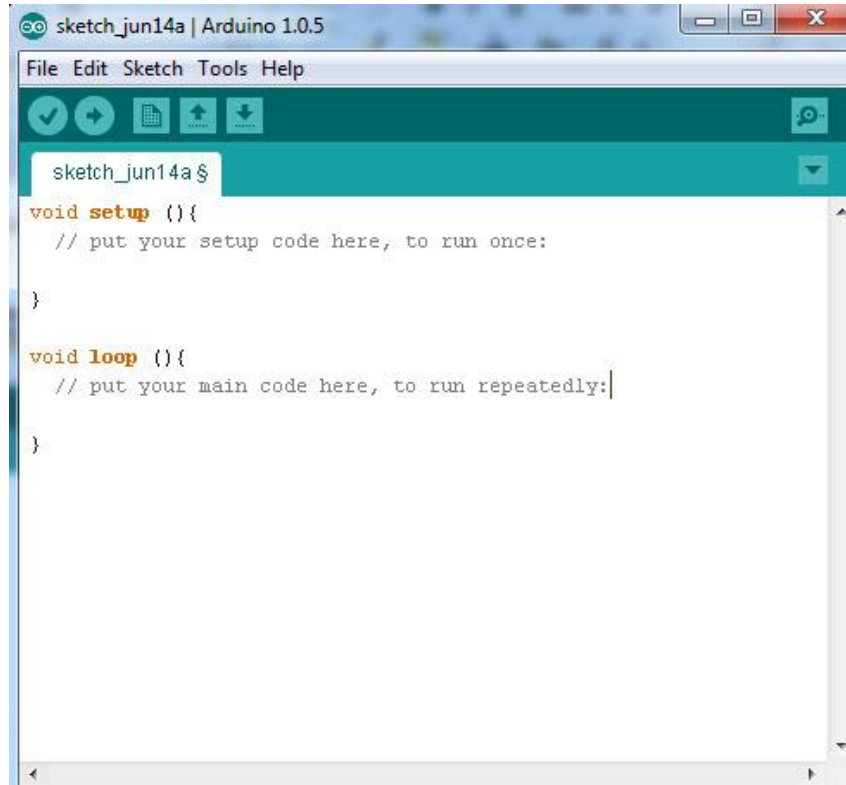 sketch_jun14a | Arduino 1.0.5
File Edit Sketch Tools Help
sketch_jun14a §
void setup (){
  // put your setup code here, to run once:
}
void loop (){
  // put your main code here, to run repeatedly:
}